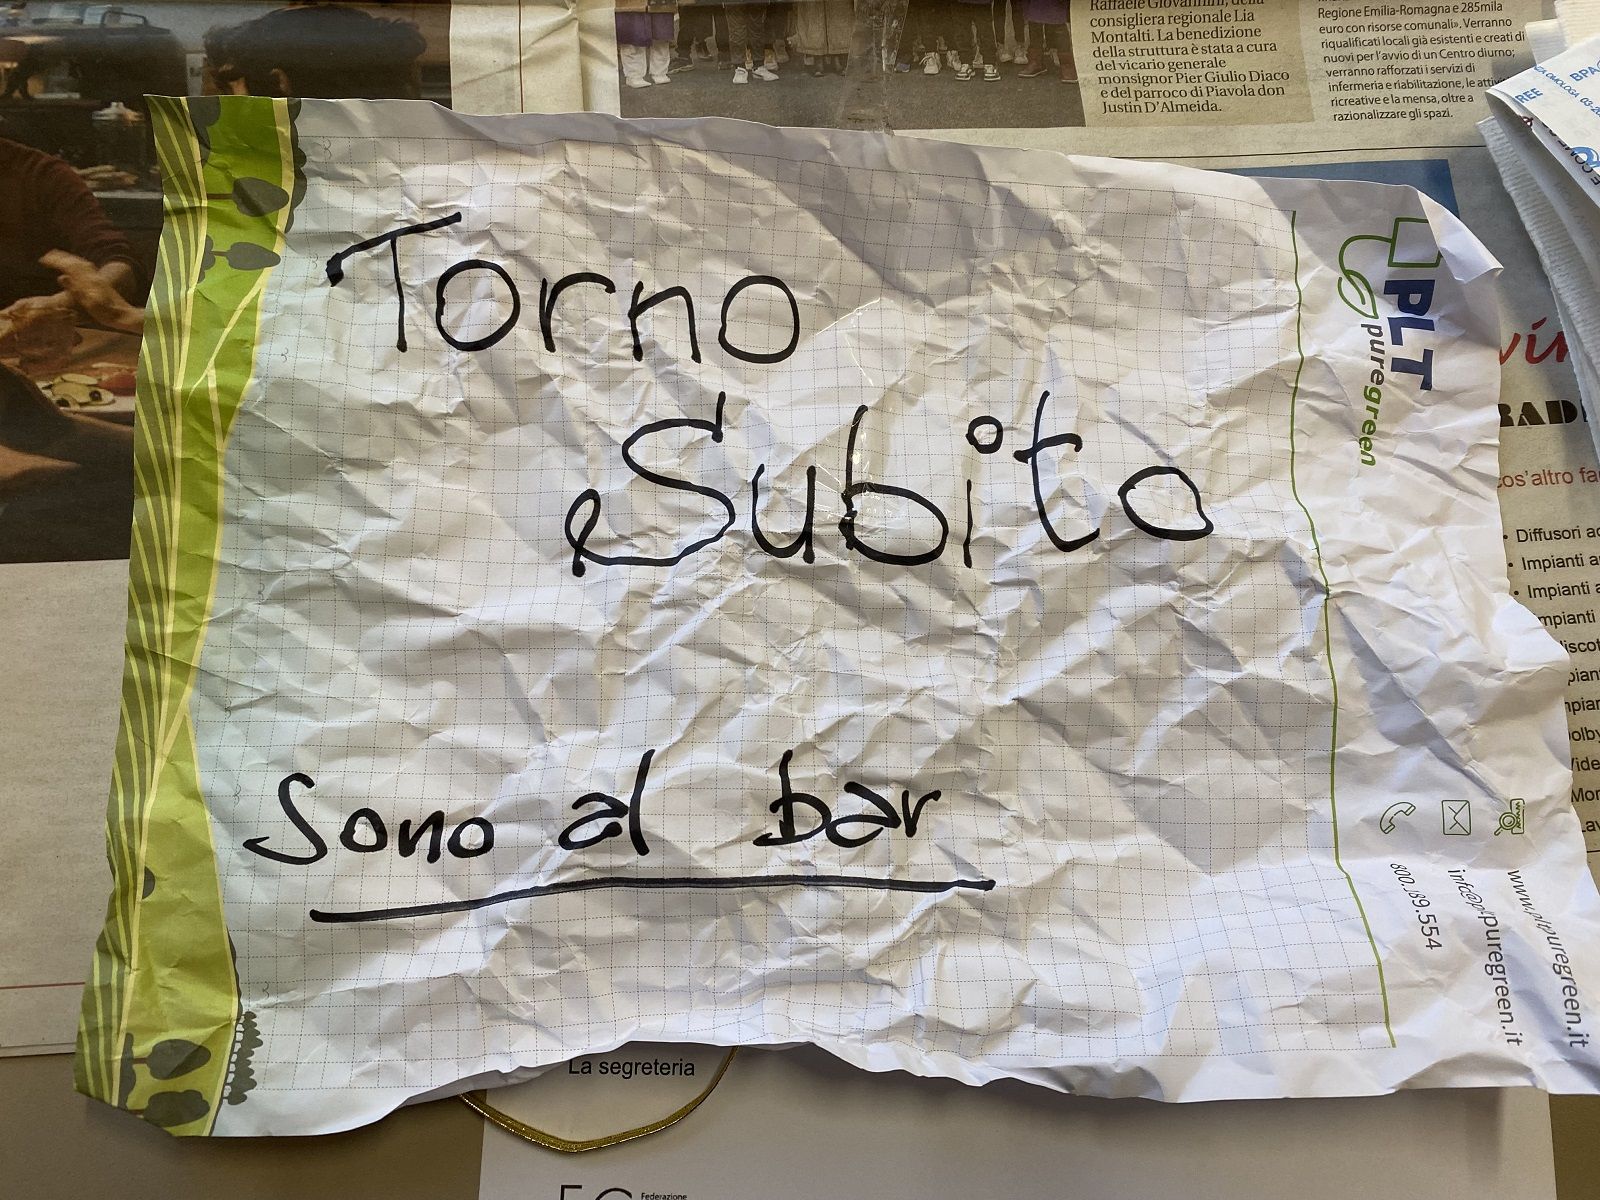 Raffaele Giovannini, della
consigliera regionale Lia
Montalti. La benedizione
della struttura è stata a cura
del vicario generale
monsignor Pier Giulio Diaco
e del parroco di Piavola don
Justin D'Almeida.
Regione Emilia-Romagna e 285mila
euro con risorse comunali». Verranno
riqualificati locali già esistenti e creati di
nuovi per l'avvio di un Centro diurno;
verranno rafforzati i servizi di
infermeria e riabilitazione, le
ricreative e la mensa, oltre a
razionalizzare gli spazi.
Torno
Subito
sono al bar
PLT
puregreen
800.189.554
info@pltpuregreen.it
www.pltpuregreen.it
cos'altro
• Diffusori
• Impianti
• Impianti
La segreteria
Federazione